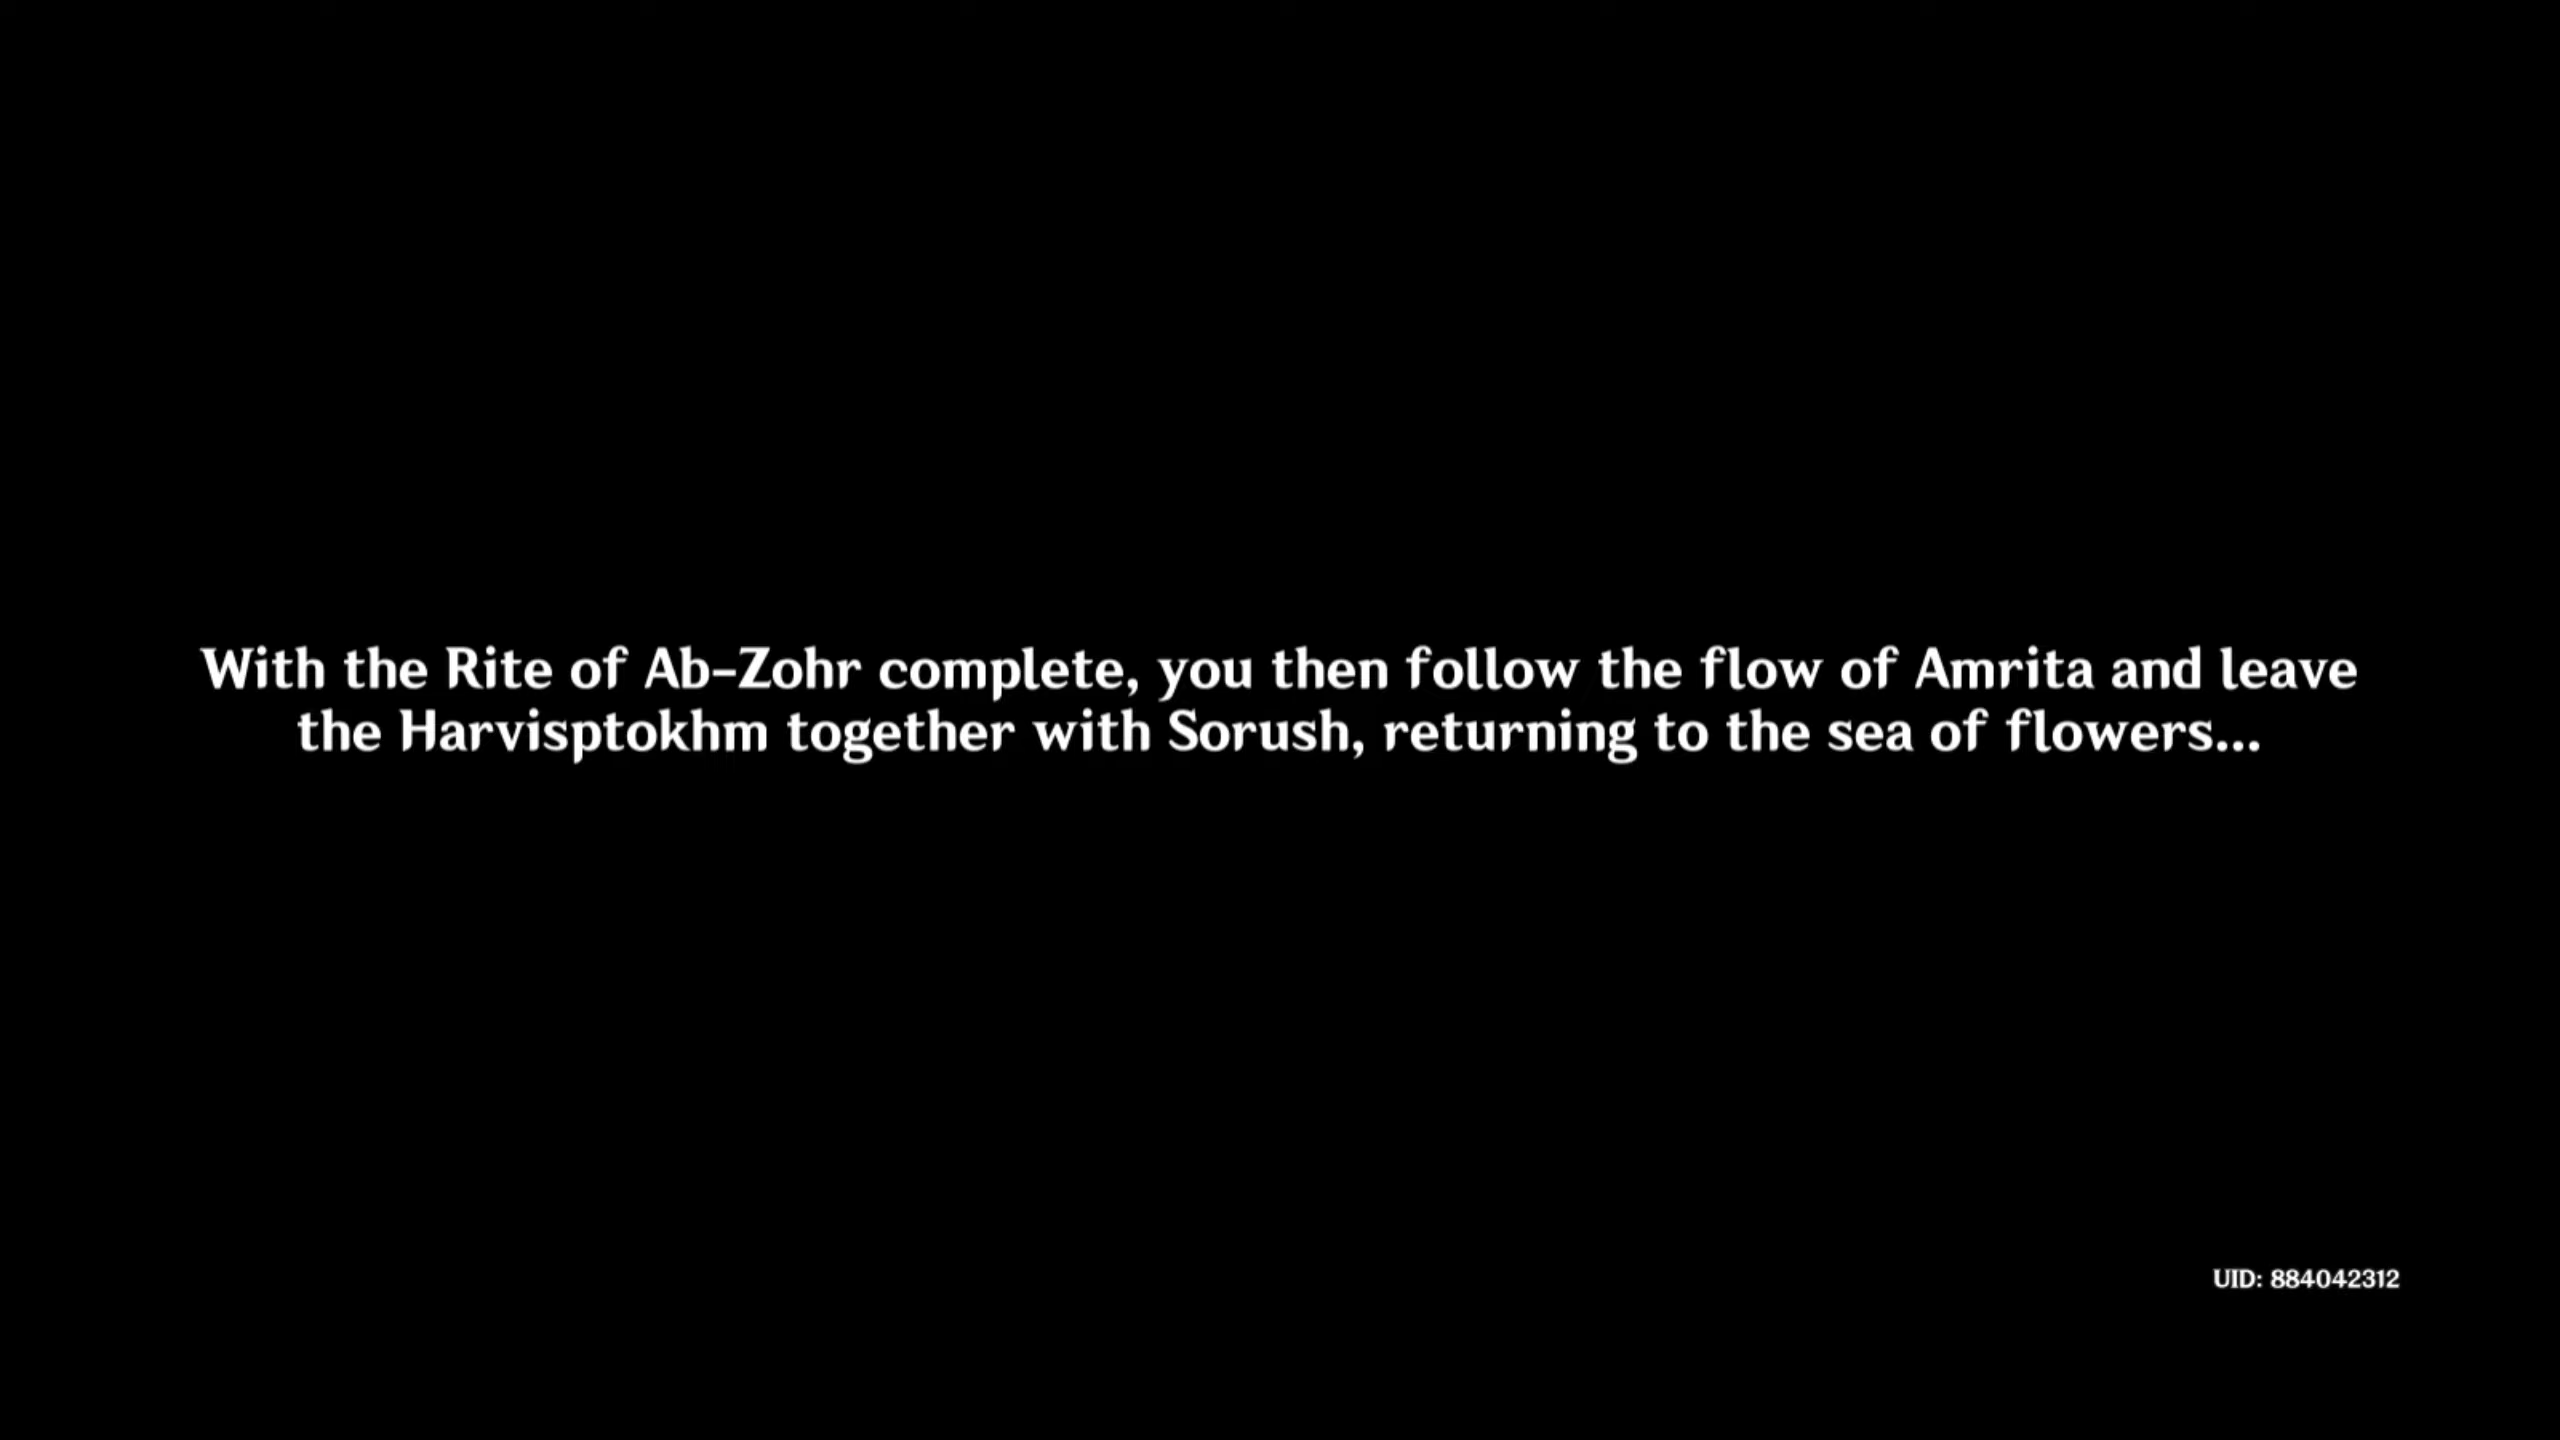 With the Rite of Ab-Zohr complete, you then follow the flow of Amrita and leave
the Harvisptokhm together with Sorush, returning to the sea of flowers...
UID: 884042312